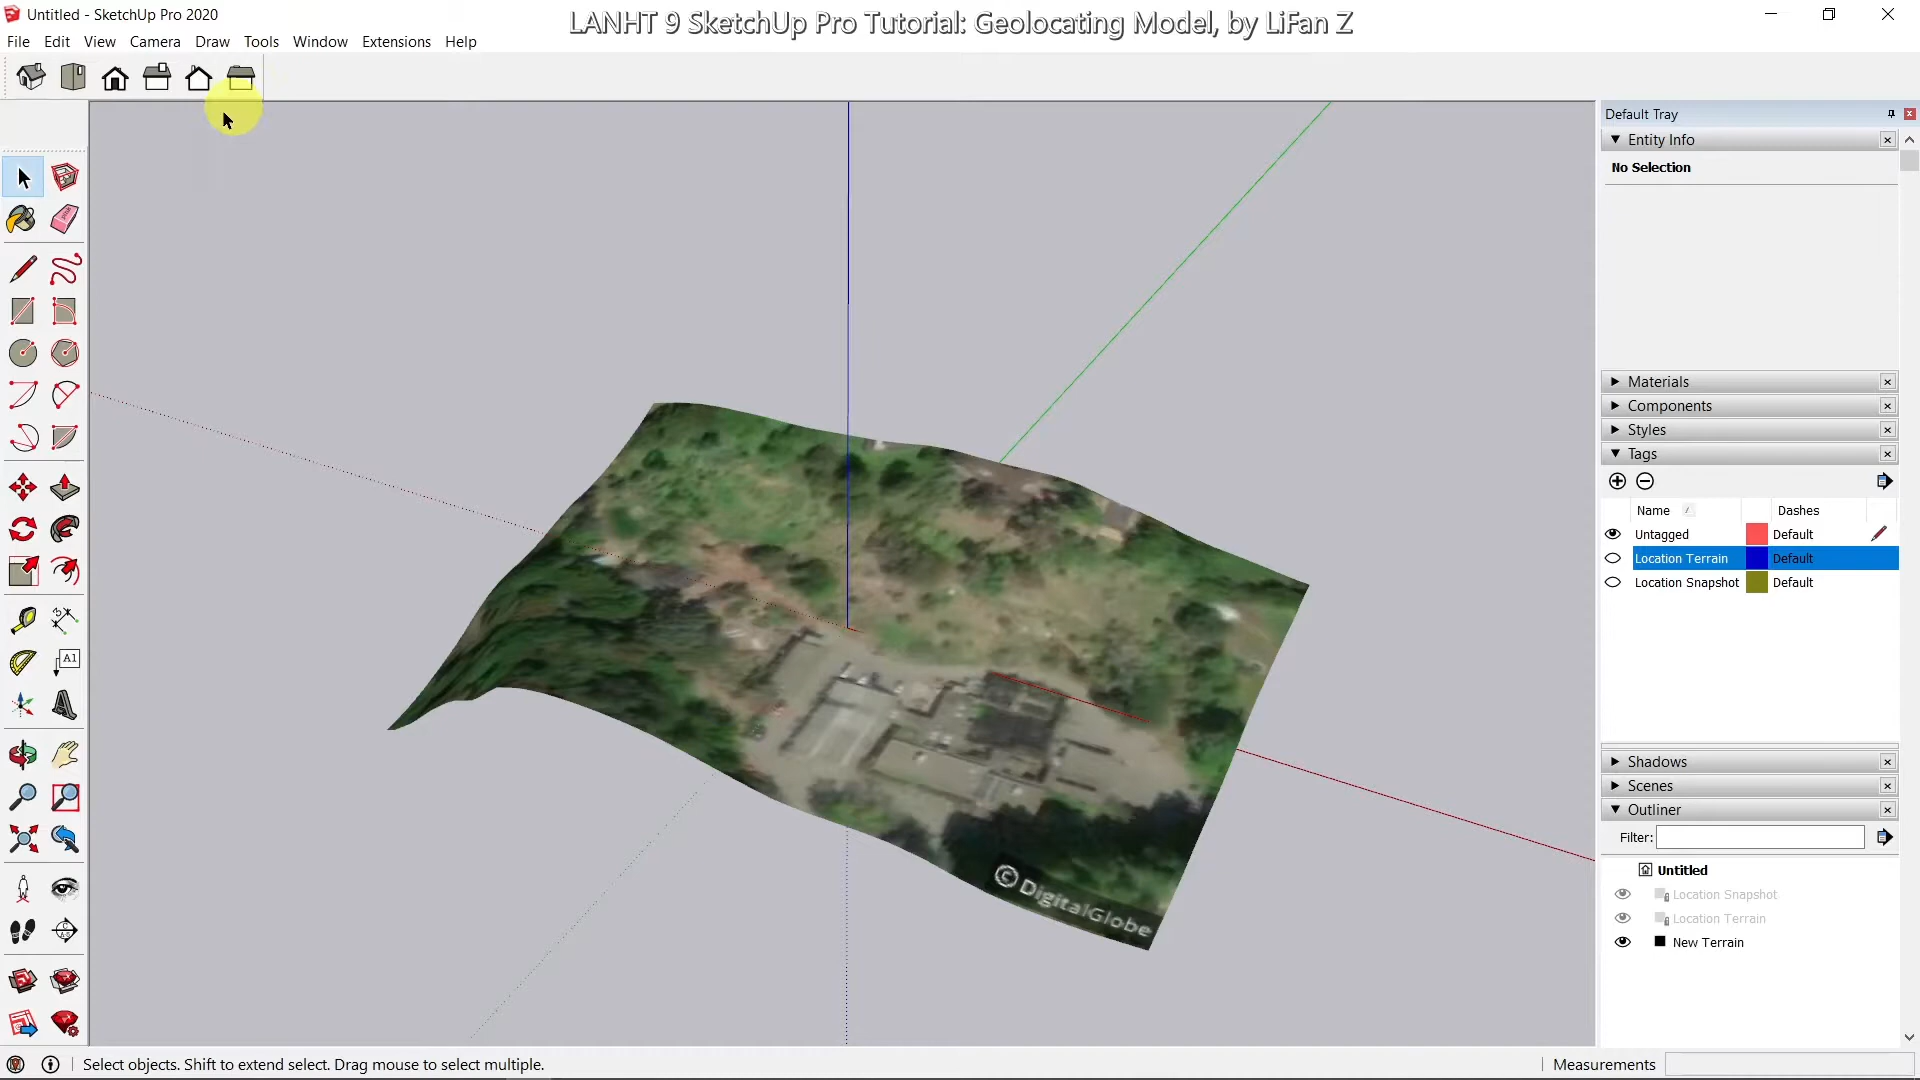 Untitled - SketchUp Pro 2020
LANHT 9 SketchUp Pro Tutorial: Geolocating Model, by LiFan Z
File Edit View Camera Draw Tools Window Extensions Help
Default Tray
Entity Info
No Selection
Materials
Components
Styles
Tags
Name Dashes
Untagged Default
Location Terrain Default
Location Snapshot Default
A1
Shadows
Scenes
Outliner
Filter:
Untitled
Location Snapshot
Location Terrain
New Terrain
© DigitalGlobe
Select objects. Shift to extend select. Drag mouse to select multiple.
Measurements